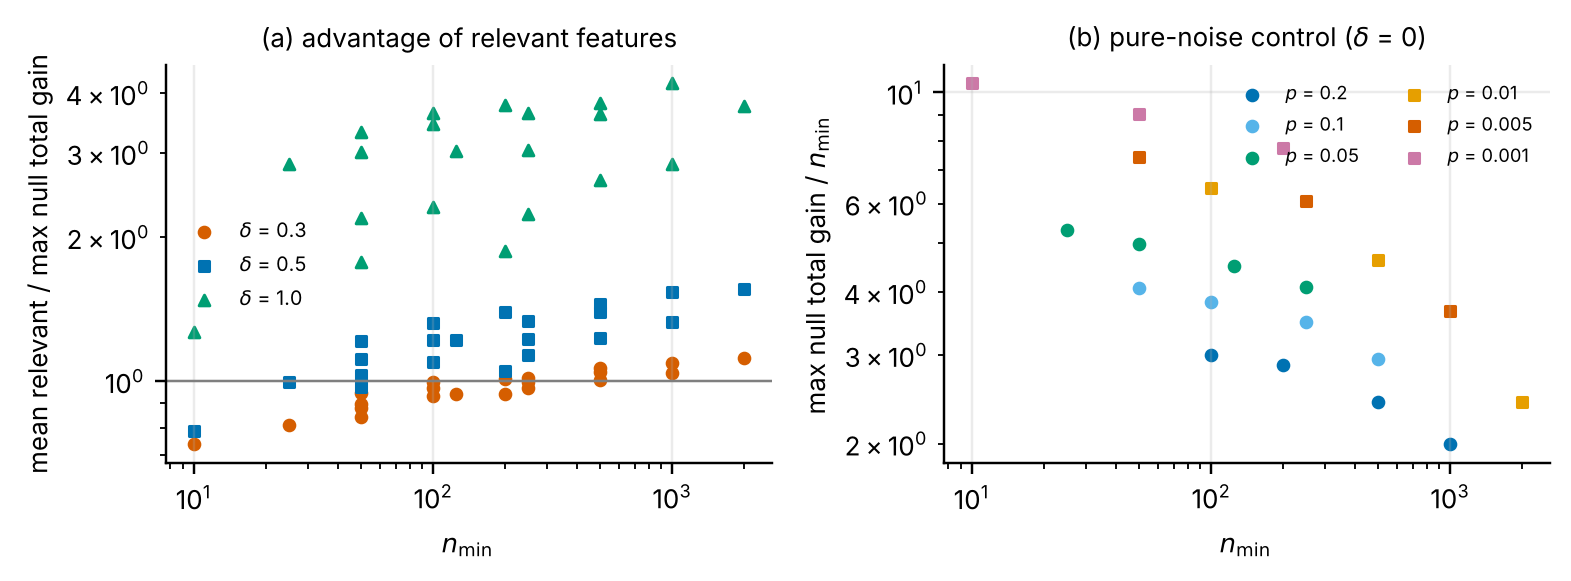 (a) advantage of relevant features
mean relevant / max null total gain
4 × 10⁰
3 × 10⁰
2 × 10⁰
10⁰
δ = 0.3
δ = 0.5
δ = 1.0
10¹
10²
10³
n_min
(b) pure-noise control (δ = 0)
max null total gain / n_min
10¹
6 × 10⁰
4 × 10⁰
3 × 10⁰
2 × 10⁰
p = 0.2
p = 0.1
p = 0.05
p = 0.01
p = 0.005
p = 0.001
10¹
10²
10³
n_min